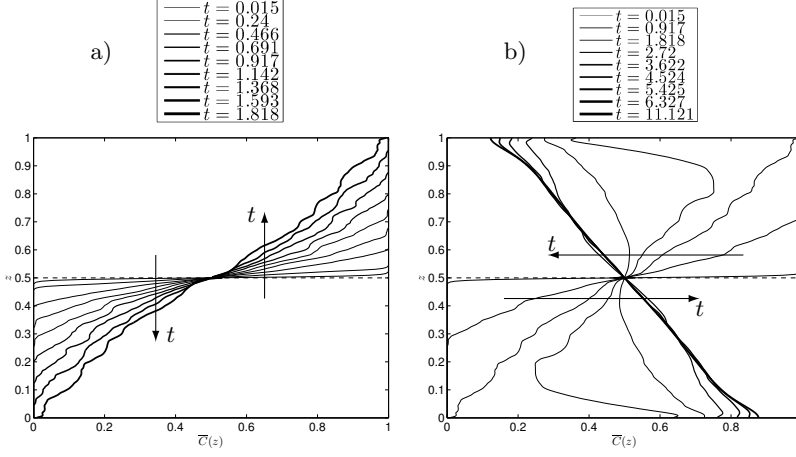 a)
t = 0.015
t = 0.24
t = 0.466
t = 0.691
t = 0.917
t = 1.142
t = 1.368
t = 1.593
t = 1.818
b)
t = 0.015
t = 0.917
t = 1.818
t = 2.72
t = 3.622
t = 4.524
t = 5.425
t = 6.327
t = 11.121
1
0.9
0.8
0.7
0.6
0.5
0.4
0.3
0.2
0.1
0
z
t
t
0 0.2 0.4 0.6 0.8 1
C̅(z)
1
0.9
0.8
0.7
0.6
0.5
0.4
0.3
0.2
0.1
0
z
t
t
0 0.2 0.4 0.6 0.8
C̅(z)